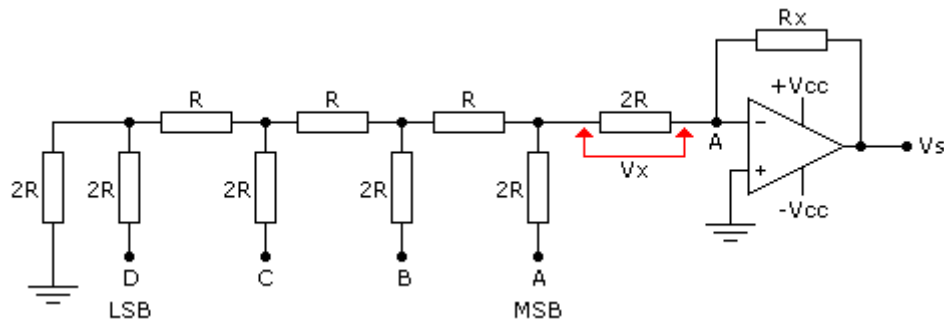 Rx
R R R 2R +Vcc
A Vs
Vx
2R 2R 2R 2R 2R -Vcc
D C B A
LSB MSB